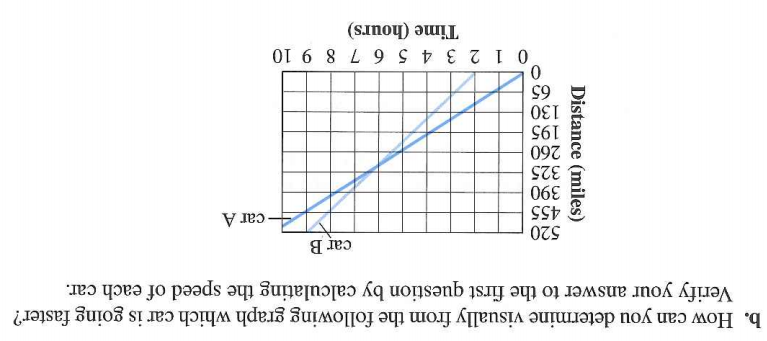 b. How can you determine visually from the following graph which car is going faster?
Verify your answer to the first question by calculating the speed of each car.
car B
520
455
car A
390
325
260
195
130
65
0
Distance (miles)
0 1 2 3 4 5 6 7 8 9 10
Time (hours)